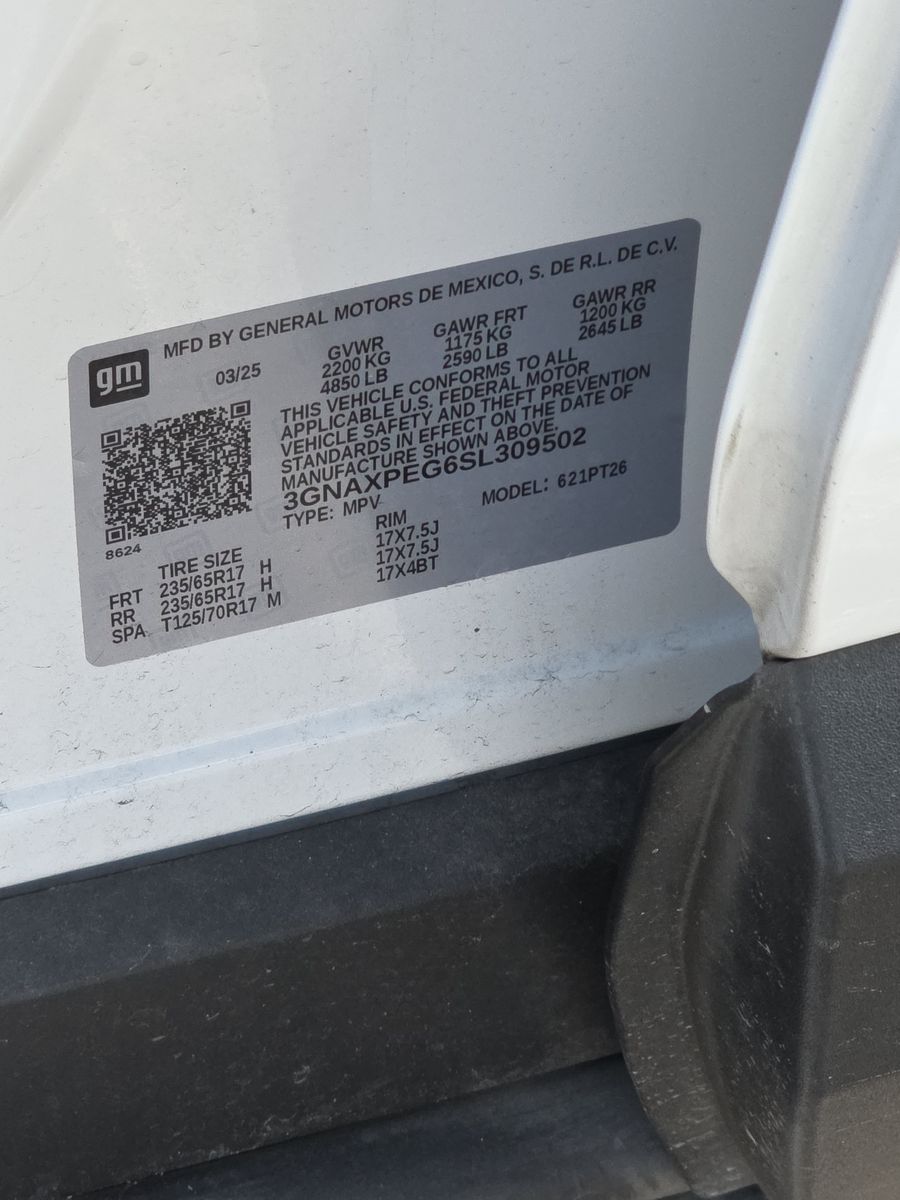 MFD BY GENERAL MOTORS DE MEXICO, S. DE R.L. DE C.V.
gm
03/25
GVWR GAWR FRT GAWR RR
2200 KG 1175 KG 1200 KG
4850 LB 2590 LB 2645 LB
THIS VEHICLE CONFORMS TO ALL
APPLICABLE U.S. FEDERAL MOTOR
VEHICLE SAFETY AND THEFT PREVENTION
STANDARDS IN EFFECT ON THE DATE OF
MANUFACTURE SHOWN ABOVE.
3GNAXPEG6SL309502
TYPE: MPV MODEL: 621PT26
8624
TIRE SIZE RIM
FRT 235/65R17 H 17X7.5J
RR 235/65R17 H 17X7.5J
SPA T125/70R17 M 17X4BT